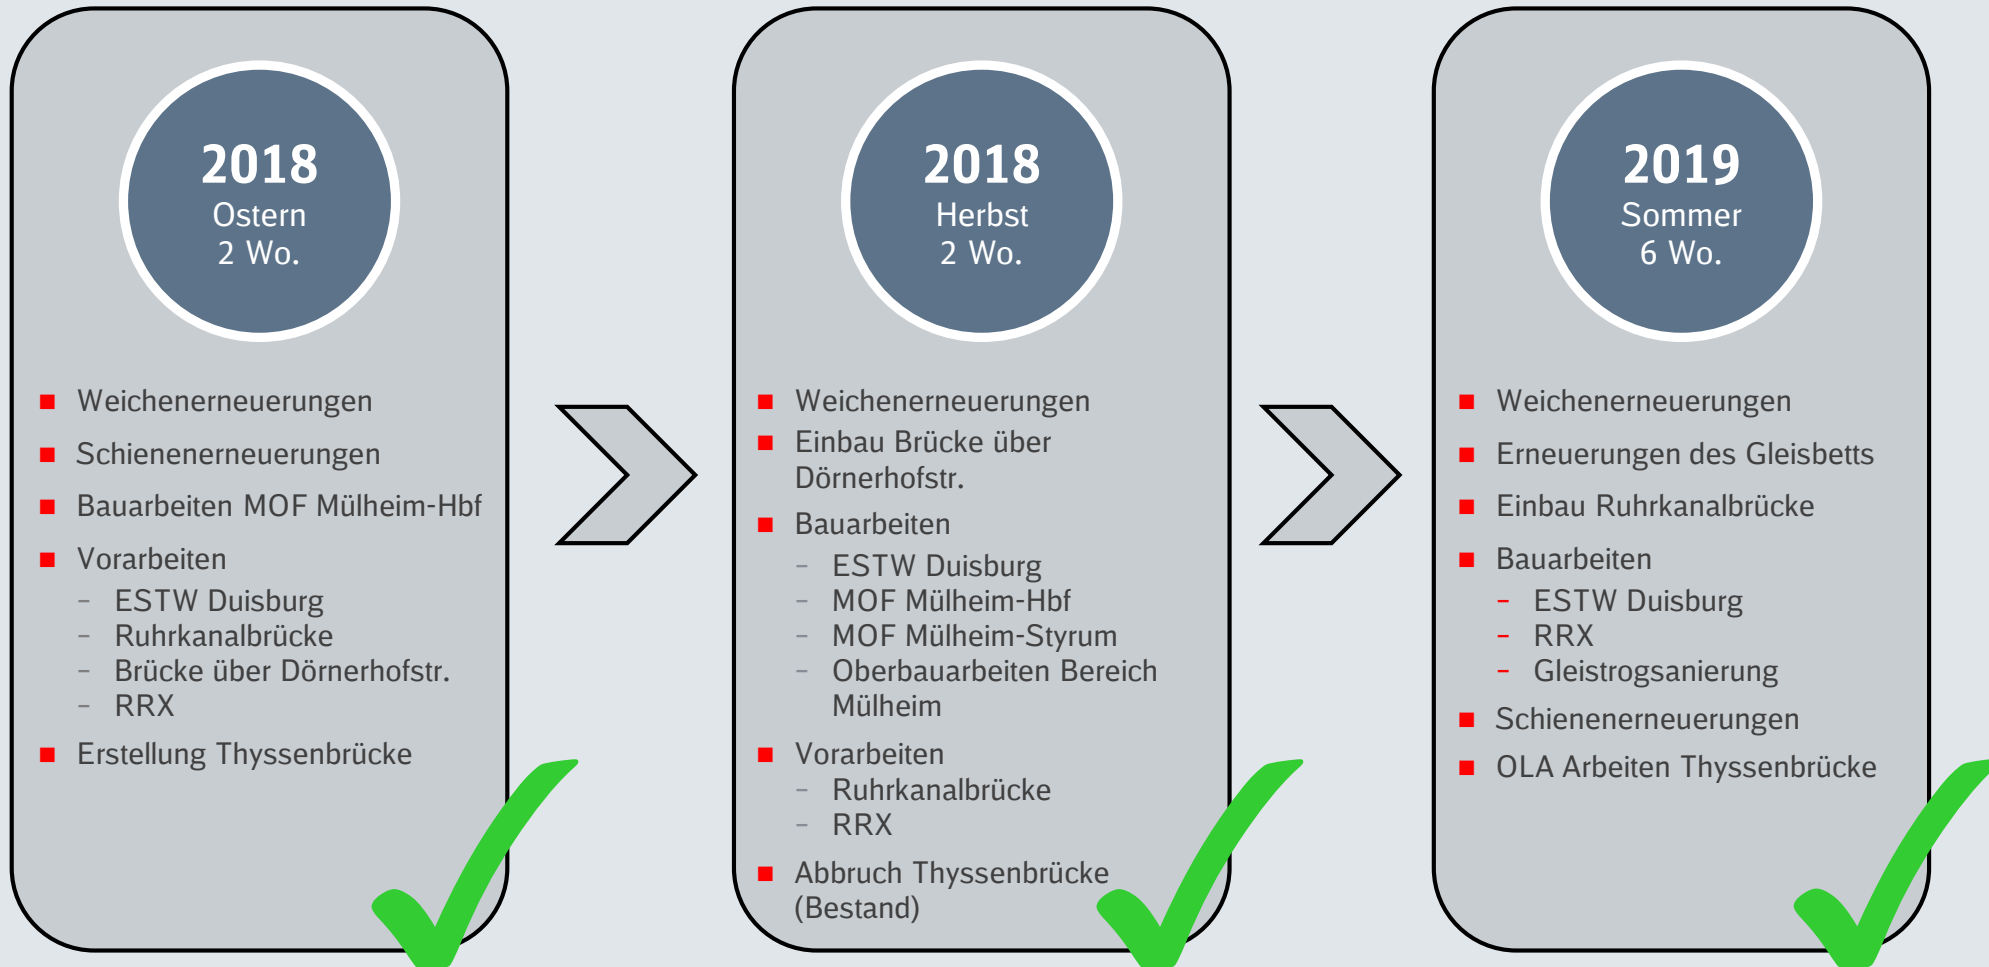 2018
Ostern
2 Wo.
■ Weichenerneuerungen
■ Schienenerneuerungen
■ Bauarbeiten MOF Mülheim-Hbf
■ Vorarbeiten
– ESTW Duisburg
– Ruhrkanalbrücke
– Brücke über Dörnerhofstr.
– RRX
■ Erstellung Thyssenbrücke
2018
Herbst
2 Wo.
■ Weichenerneuerungen
■ Einbau Brücke über
Dörnerhofstr.
■ Bauarbeiten
– ESTW Duisburg
– MOF Mülheim-Hbf
– MOF Mülheim-Styrum
– Oberbauarbeiten Bereich
Mülheim
■ Vorarbeiten
– Ruhrkanalbrücke
– RRX
■ Abbruch Thyssenbrücke
(Bestand)
2019
Sommer
6 Wo.
■ Weichenerneuerungen
■ Erneuerungen des Gleisbetts
■ Einbau Ruhrkanalbrücke
■ Bauarbeiten
– ESTW Duisburg
– RRX
– Gleistrogsanierung
■ Schienenerneuerungen
■ OLA Arbeiten Thyssenbrücke